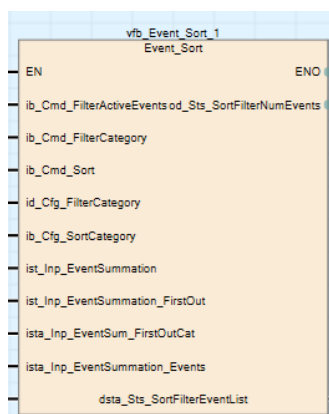 vfb_Event_Sort_1
Event_Sort
EN ENO
ib_Cmd_FilterActiveEvents od_Sts_SortFilterNumEvents
ib_Cmd_FilterCategory
ib_Cmd_Sort
id_Cfg_FilterCategory
ib_Cfg_SortCategory
ist_Inp_EventSummation
ist_Inp_EventSummation_FirstOut
ista_Inp_EventSum_FirstOutCat
ista_Inp_EventSummation_Events
dsta_Sts_SortFilterEventList